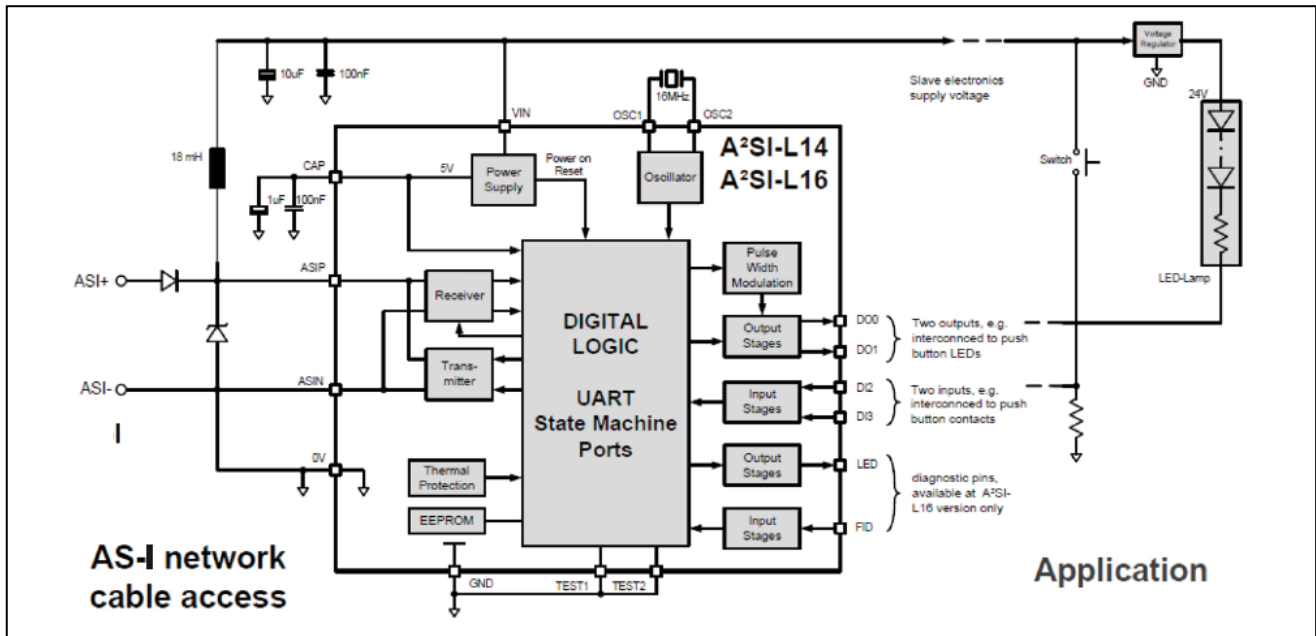 Voltage
Regulator
10uF
100nF
GND
Slave electronics
supply voltage
16MHz
24V
VIN
OSC1
OSC2
A²SI-L14
A²SI-L16
18 mH
CAP
5V
Power
Supply
Power on
Reset
Oscillator
Switch
1uF
100nF
ASI+
ASIP
Receiver
DIGITAL
LOGIC
UART
State Machine
Ports
Pulse
Width
Modulation
LED-Lamp
Output
Stages
DO0
DO1
Two outputs, e.g.
interconnced to push
button LEDs
Trans-
mitter
ASI-
ASIN
Input
Stages
DI2
DI3
Two inputs, e.g.
interconnced to push
button contacts
I
0V
Thermal
Protection
Output
Stages
LED
diagnostic pins,
available at A²SI-
L16 version only
EEPROM
Input
Stages
FID
AS-I network
cable access
GND
TEST1
TEST2
Application